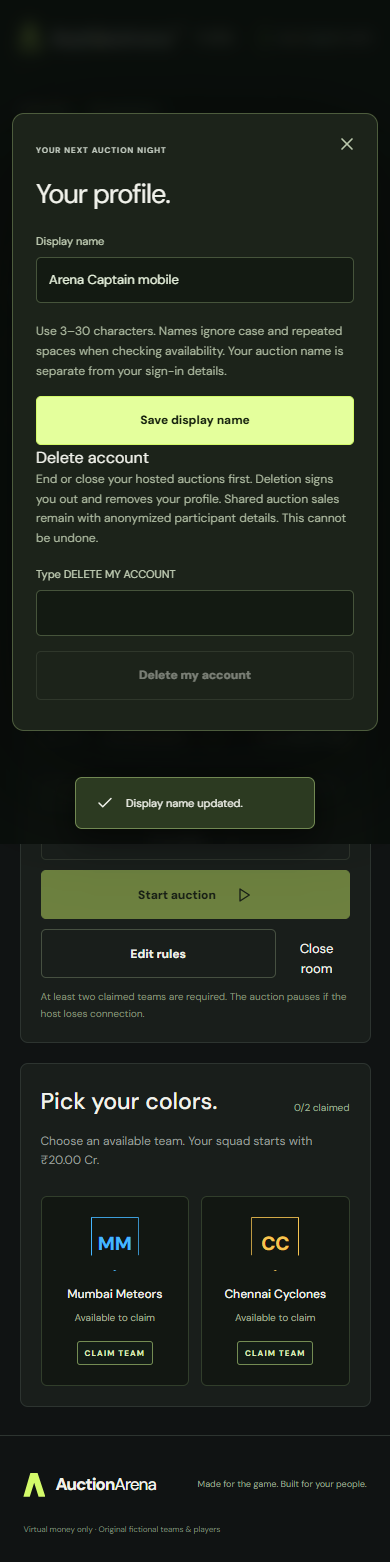 YOUR NEXT AUCTION NIGHT
Your profile.
Display name
Arena Captain mobile
Use 3–30 characters. Names ignore case and repeated
spaces when checking availability. Your auction name is
separate from your sign-in details.
Save display name
Delete account
End or close your hosted auctions first. Deletion signs
you out and removes your profile. Shared auction sales
remain with anonymized participant details. This cannot
be undone.
Type DELETE MY ACCOUNT
Delete my account
Display name updated.
Start auction
Edit rules
Close
room
At least two claimed teams are required. The auction pauses if the
host loses connection.
Pick your colors.
0/2 claimed
Choose an available team. Your squad starts with
₹20.00 Cr.
MM
CC
Mumbai Meteors
Chennai Cyclones
Available to claim
Available to claim
CLAIM TEAM
CLAIM TEAM
AuctionArena
Made for the game. Built for your people.
Virtual money only · Original fictional teams & players